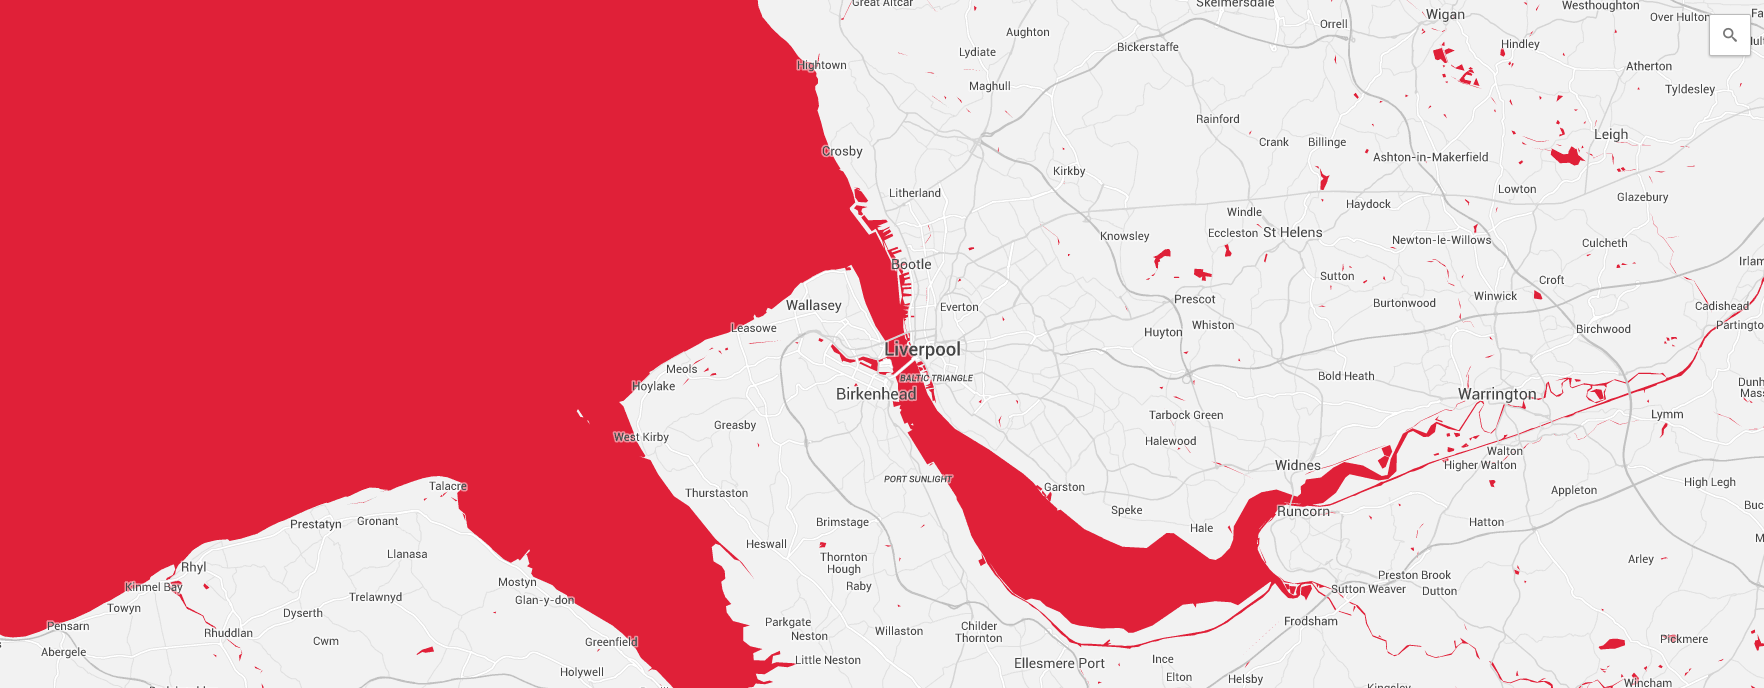 Great Altcar
Skelmersdale
Westhoughton
Wigan
Over Hulton
Orrell
Aughton
Hindley
Bickerstaffe
Lydiate
Hightown
Atherton
Maghull
Tyldesley
Rainford
Leigh
Crank
Billinge
Crosby
Ashton-in-Makerfield
Kirkby
Litherland
Lowton
Glazebury
Haydock
Windle
Eccleston
St Helens
Knowsley
Newton-le-Willows
Culcheth
Bootle
Irlam
Sutton
Croft
Winwick
Prescot
Burtonwood
Wallasey
Everton
Cadishead
Leasowe
Whiston
Partingto
Huyton
Birchwood
Liverpool
Meols
BALTIC TRIANGLE
Bold Heath
Hoylake
Birkenhead
Warrington
Dunh
Mass
Tarbock Green
Lymm
Greasby
West Kirby
Halewood
Walton
Widnes
Higher Walton
PORT SUNLIGHT
High Legh
Talacre
Thurstaston
Garston
Appleton
Buc
Speke
Runcorn
Prestatyn
Gronant
Brimstage
Hale
Hatton
Heswall
Llanasa
Thornton
Hough
Arley
Rhyl
Preston Brook
Kinmel Bay
Mostyn
Raby
Sutton Weaver
Dutton
Trelawnyd
Glan-y-don
Towyn
Dyserth
Parkgate
Frodsham
Pensarn
Rhuddlan
Neston
Willaston
Childer
Thornton
Cwm
Greenfield
Pickmere
Abergele
Little Neston
Ellesmere Port
Ince
Holywell
Elton
Helsby
Wincham
Kingsley